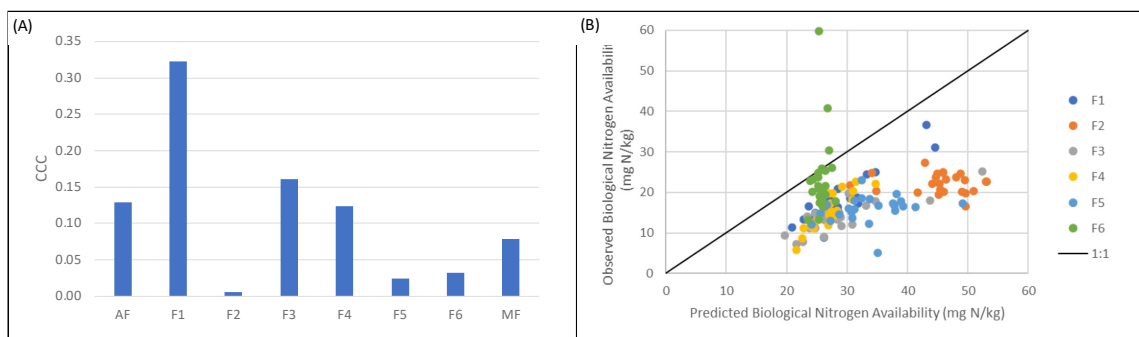 (A)
0.35
0.30
0.25
0.20
0.15
0.10
0.05
0.00
CCC
AF F1 F2 F3 F4 F5 F6 MF
(B)
Observed Biological Nitrogen Availabili
(mg N/kg)
60
50
40
30
20
10
0
0 10 20 30 40 50 60
Predicted Biological Nitrogen Availability (mg N/kg)
F1
F2
F3
F4
F5
F6
1:1